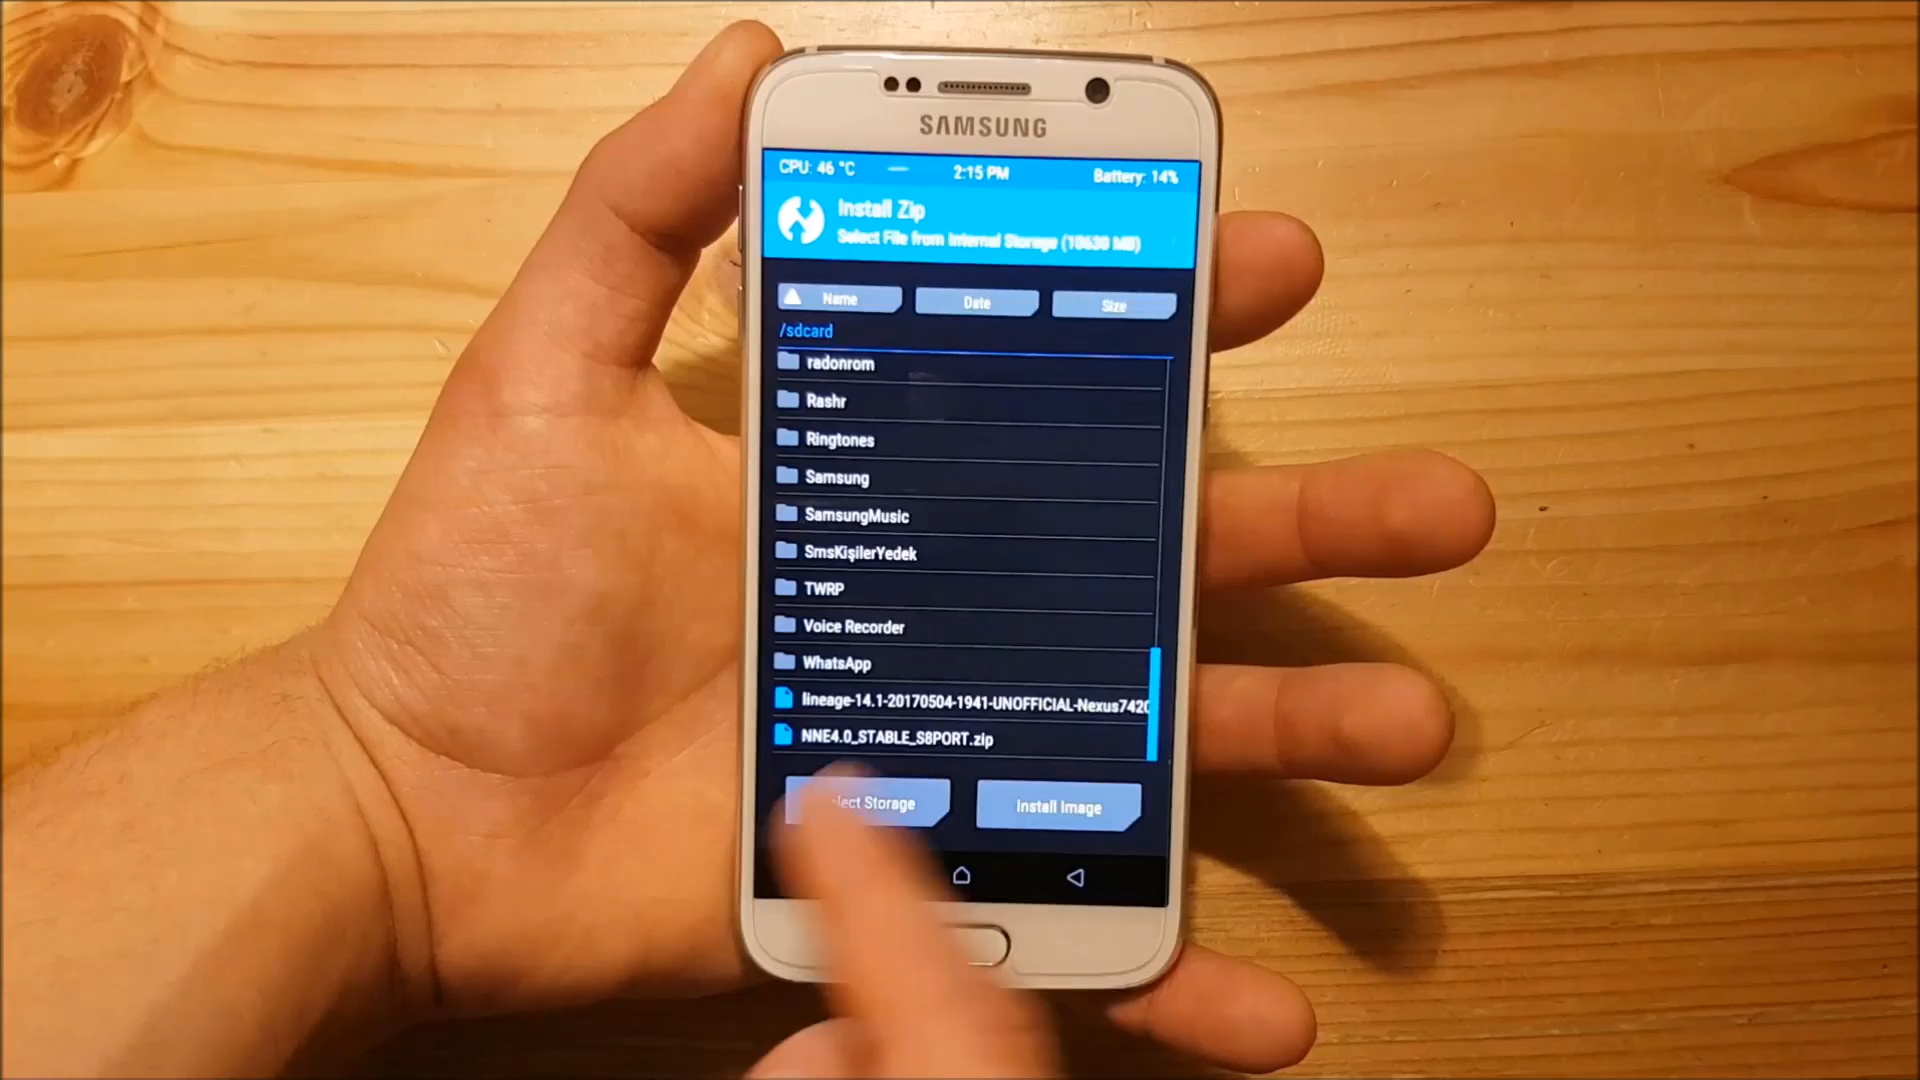 SAMSUNG
CPU: 46 °C 2:15 PM Battery: 14%
Install Zip
Select File from Internal Storage (10630 MB)
Name Date Size
/sdcard
radonrom
Rashr
Ringtones
Samsung
SamsungMusic
SmsKişilerYedek
TWRP
Voice Recorder
WhatsApp
lineage-14.1-20170504-1941-UNOFFICIAL-Nexus7420
NNE4.0_STABLE_S8PORT.zip
lect Storage Install Image